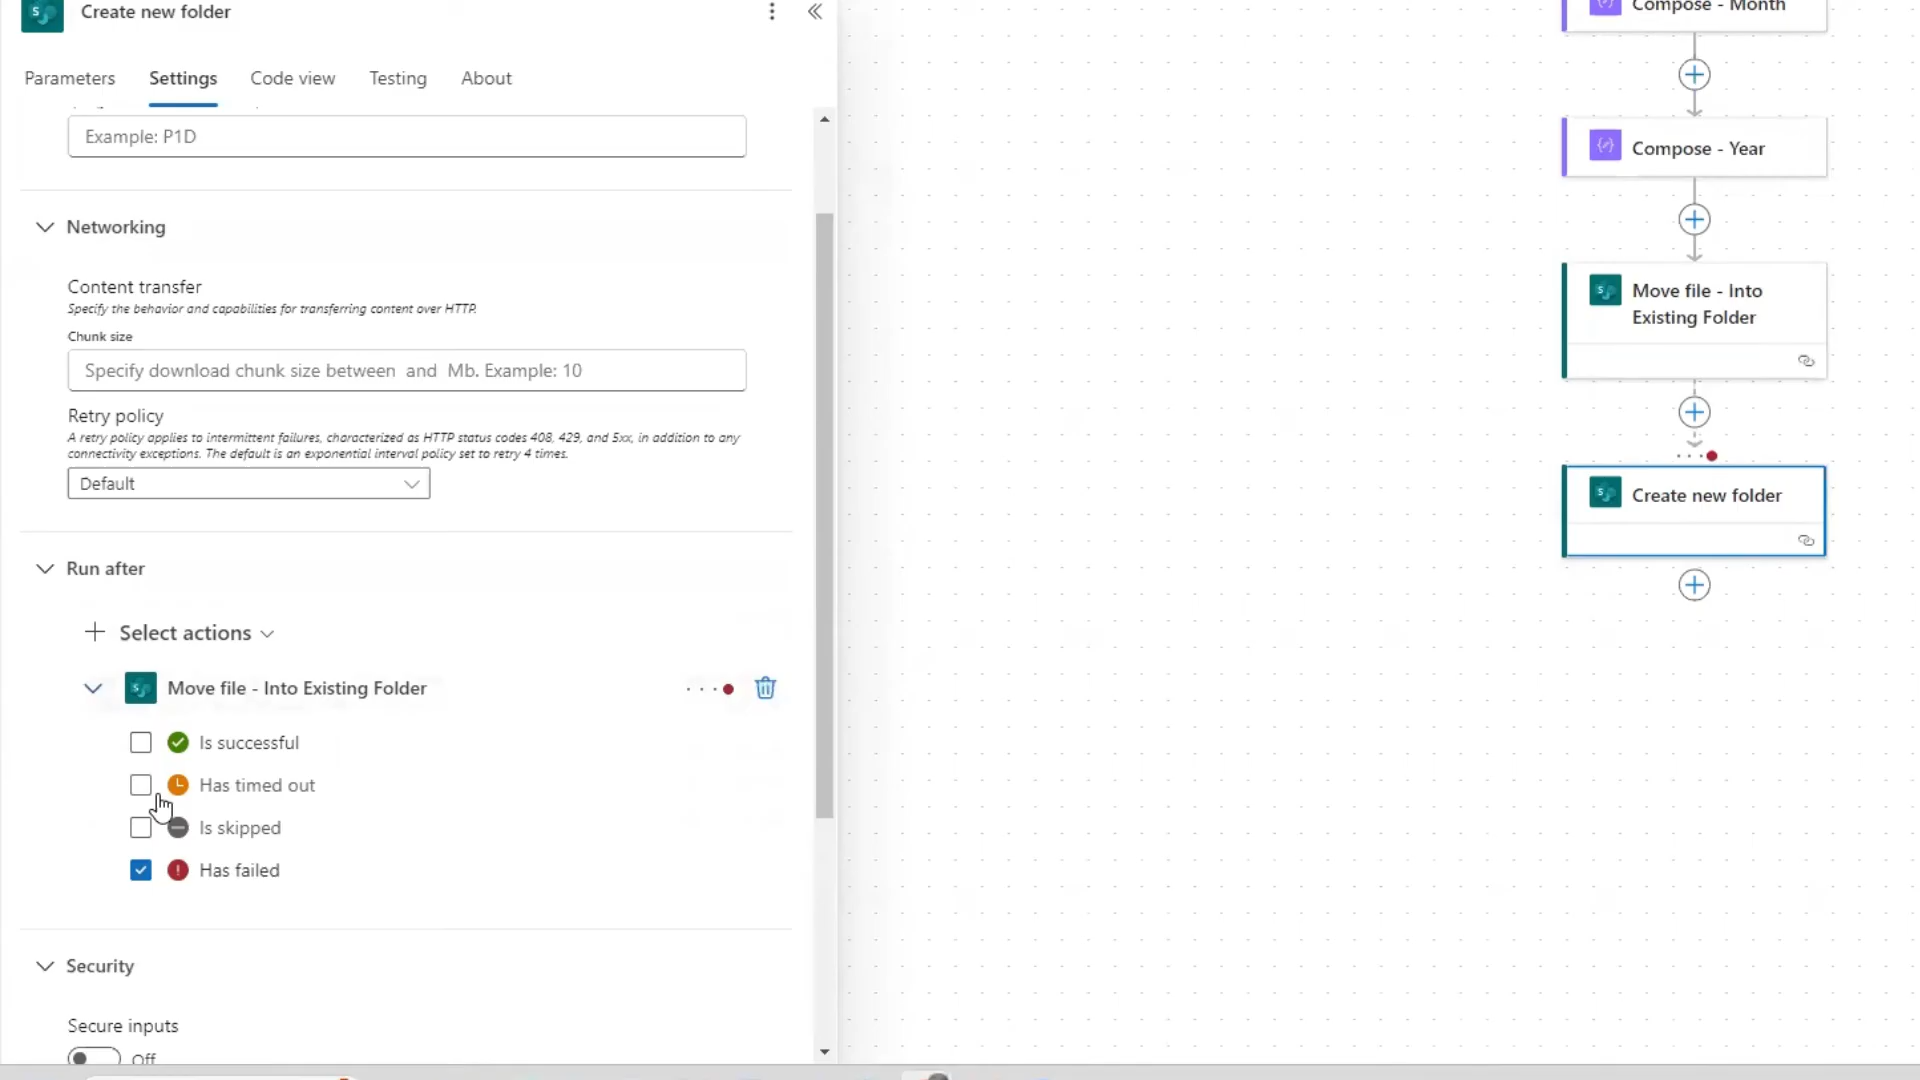 Create new folder
Parameters
Settings
Code view
Testing
About
Example: P1D
Networking
Content transfer
Specify the behavior and capabilities for transferring content over HTTP.
Chunk size
Specify download chunk size between and Mb. Example: 10
Retry policy
A retry policy applies to intermittent failures, characterized as HTTP status codes 408, 429, and 5xx, in addition to any
connectivity exceptions. The default is an exponential interval policy set to retry 4 times.
Default
Run after
Select actions
Move file - Into Existing Folder
Is successful
Has timed out
Is skipped
Has failed
Security
Secure inputs
Off
Compose - Month
Compose - Year
Move file - Into
Existing Folder
Create new folder